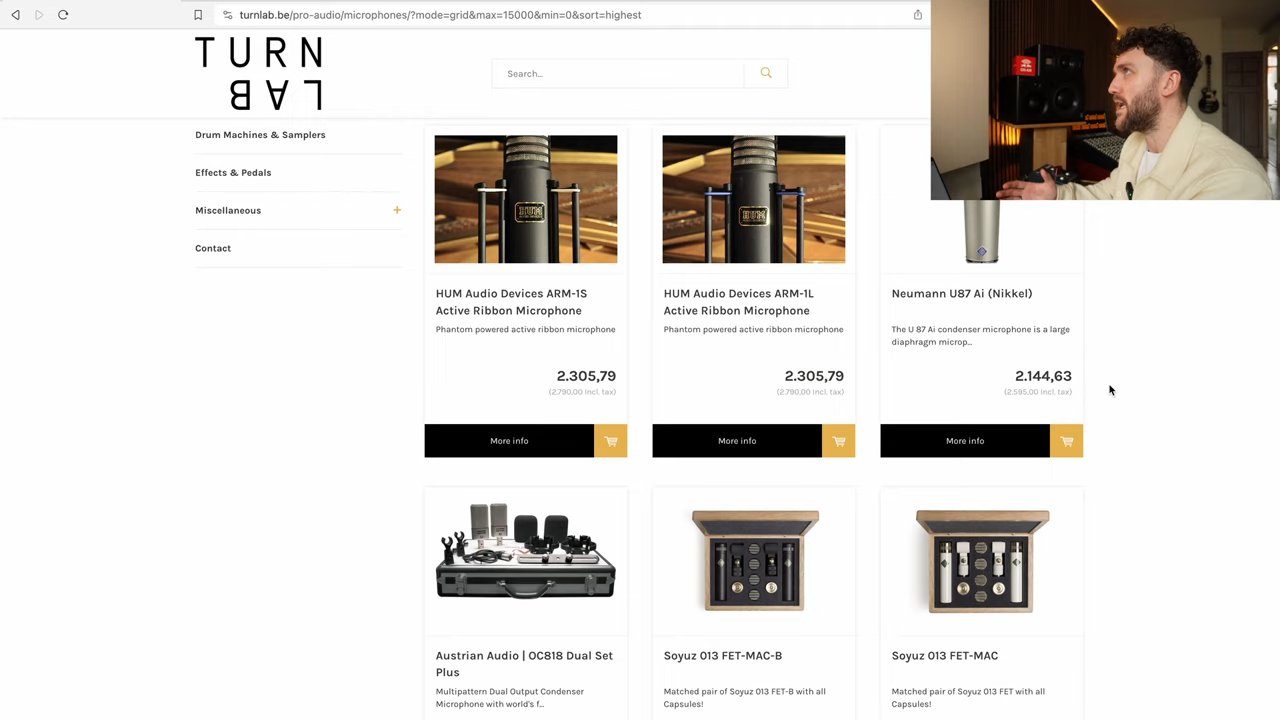 turnlab.be/pro-audio/microphones/?mode=grid&max=15000&min=0&sort=highest
TURN
LAB
Search...
Drum Machines & Samplers
Effects & Pedals
Miscellaneous +
Contact
HUM
HUM Audio Devices ARM-1S
Active Ribbon Microphone
Phantom powered active ribbon microphone
2.305,79
(2.790,00 Incl. tax)
More info
HUM
HUM Audio Devices ARM-1L
Active Ribbon Microphone
Phantom powered active ribbon microphone
2.305,79
(2.790,00 Incl. tax)
More info
Neumann U87 Ai (Nikkel)
The U 87 Ai condenser microphone is a large
diaphragm microp...
2.144,63
(2.595,00 Incl. tax)
More info
Austrian Audio | OC818 Dual Set
Plus
Multipattern Dual Output Condenser
Microphone with world's f...
Soyuz 013 FET-MAC-B
Matched pair of Soyuz 013 FET-B with all
Capsules!
Soyuz 013 FET-MAC
Matched pair of Soyuz 013 FET with all
Capsules!